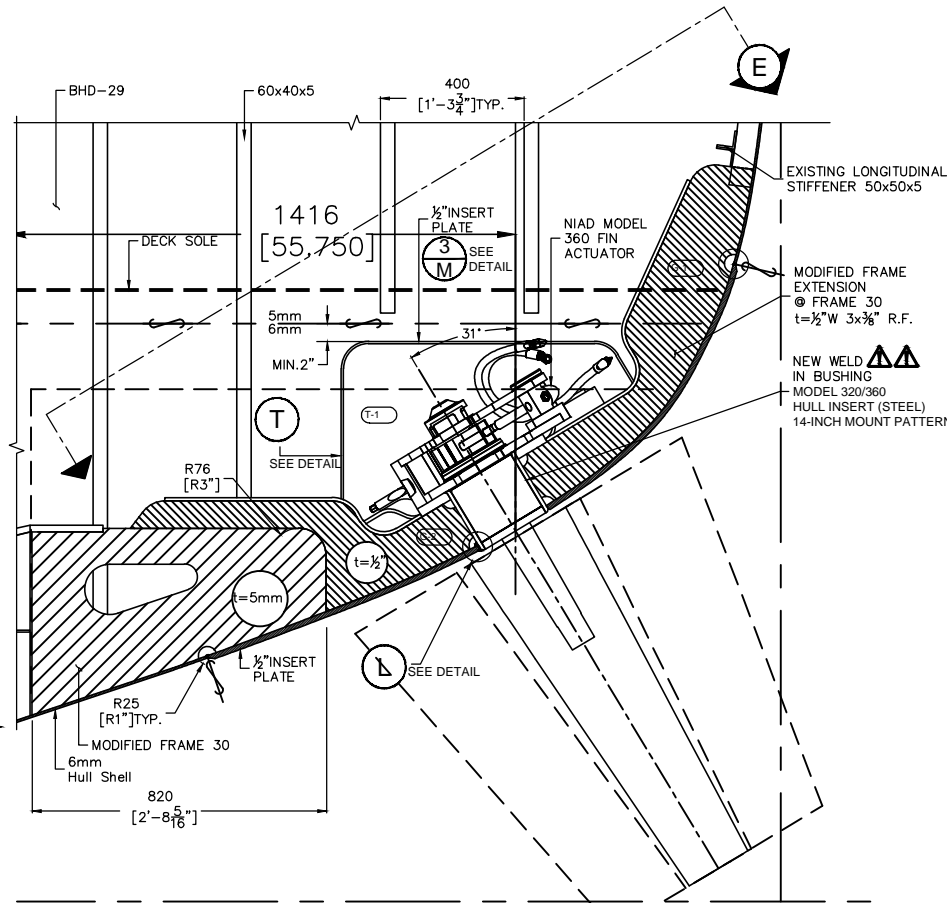 E
BHD-29
60x40x5
400
[1'-3¾"]TYP.
EXISTING LONGITUDINAL
STIFFENER 50x50x5
1416
[55,750]
½"INSERT
PLATE
3
M
SEE
DETAIL
NIAD MODEL
360 FIN
ACTUATOR
DECK SOLE
MODIFIED FRAME
EXTENSION
@ FRAME 30
t=½"W 3x⅜" R.F.
5mm
6mm
31°
MIN.2"
NEW WELD
IN BUSHING
MODEL 320/360
HULL INSERT (STEEL)
14-INCH MOUNT PATTERN
T
T-1
SEE DETAIL
R76
[R3"]
G-2
t=½"
t=5mm
½"INSERT
PLATE
L
SEE DETAIL
R25
[R1"]TYP.
MODIFIED FRAME 30
6mm
Hull Shell
820
[2'-8 5/16"]